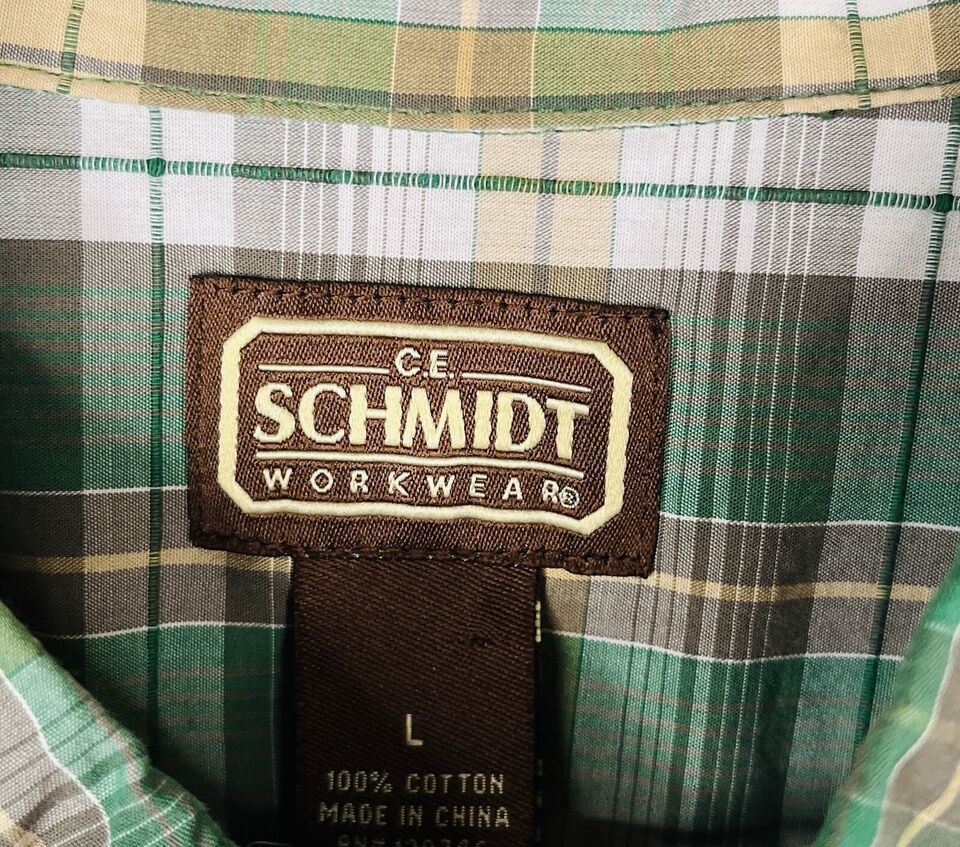 C.E.
SCHMIDT
WORKWEAR®
L
100% COTTON
MADE IN CHINA